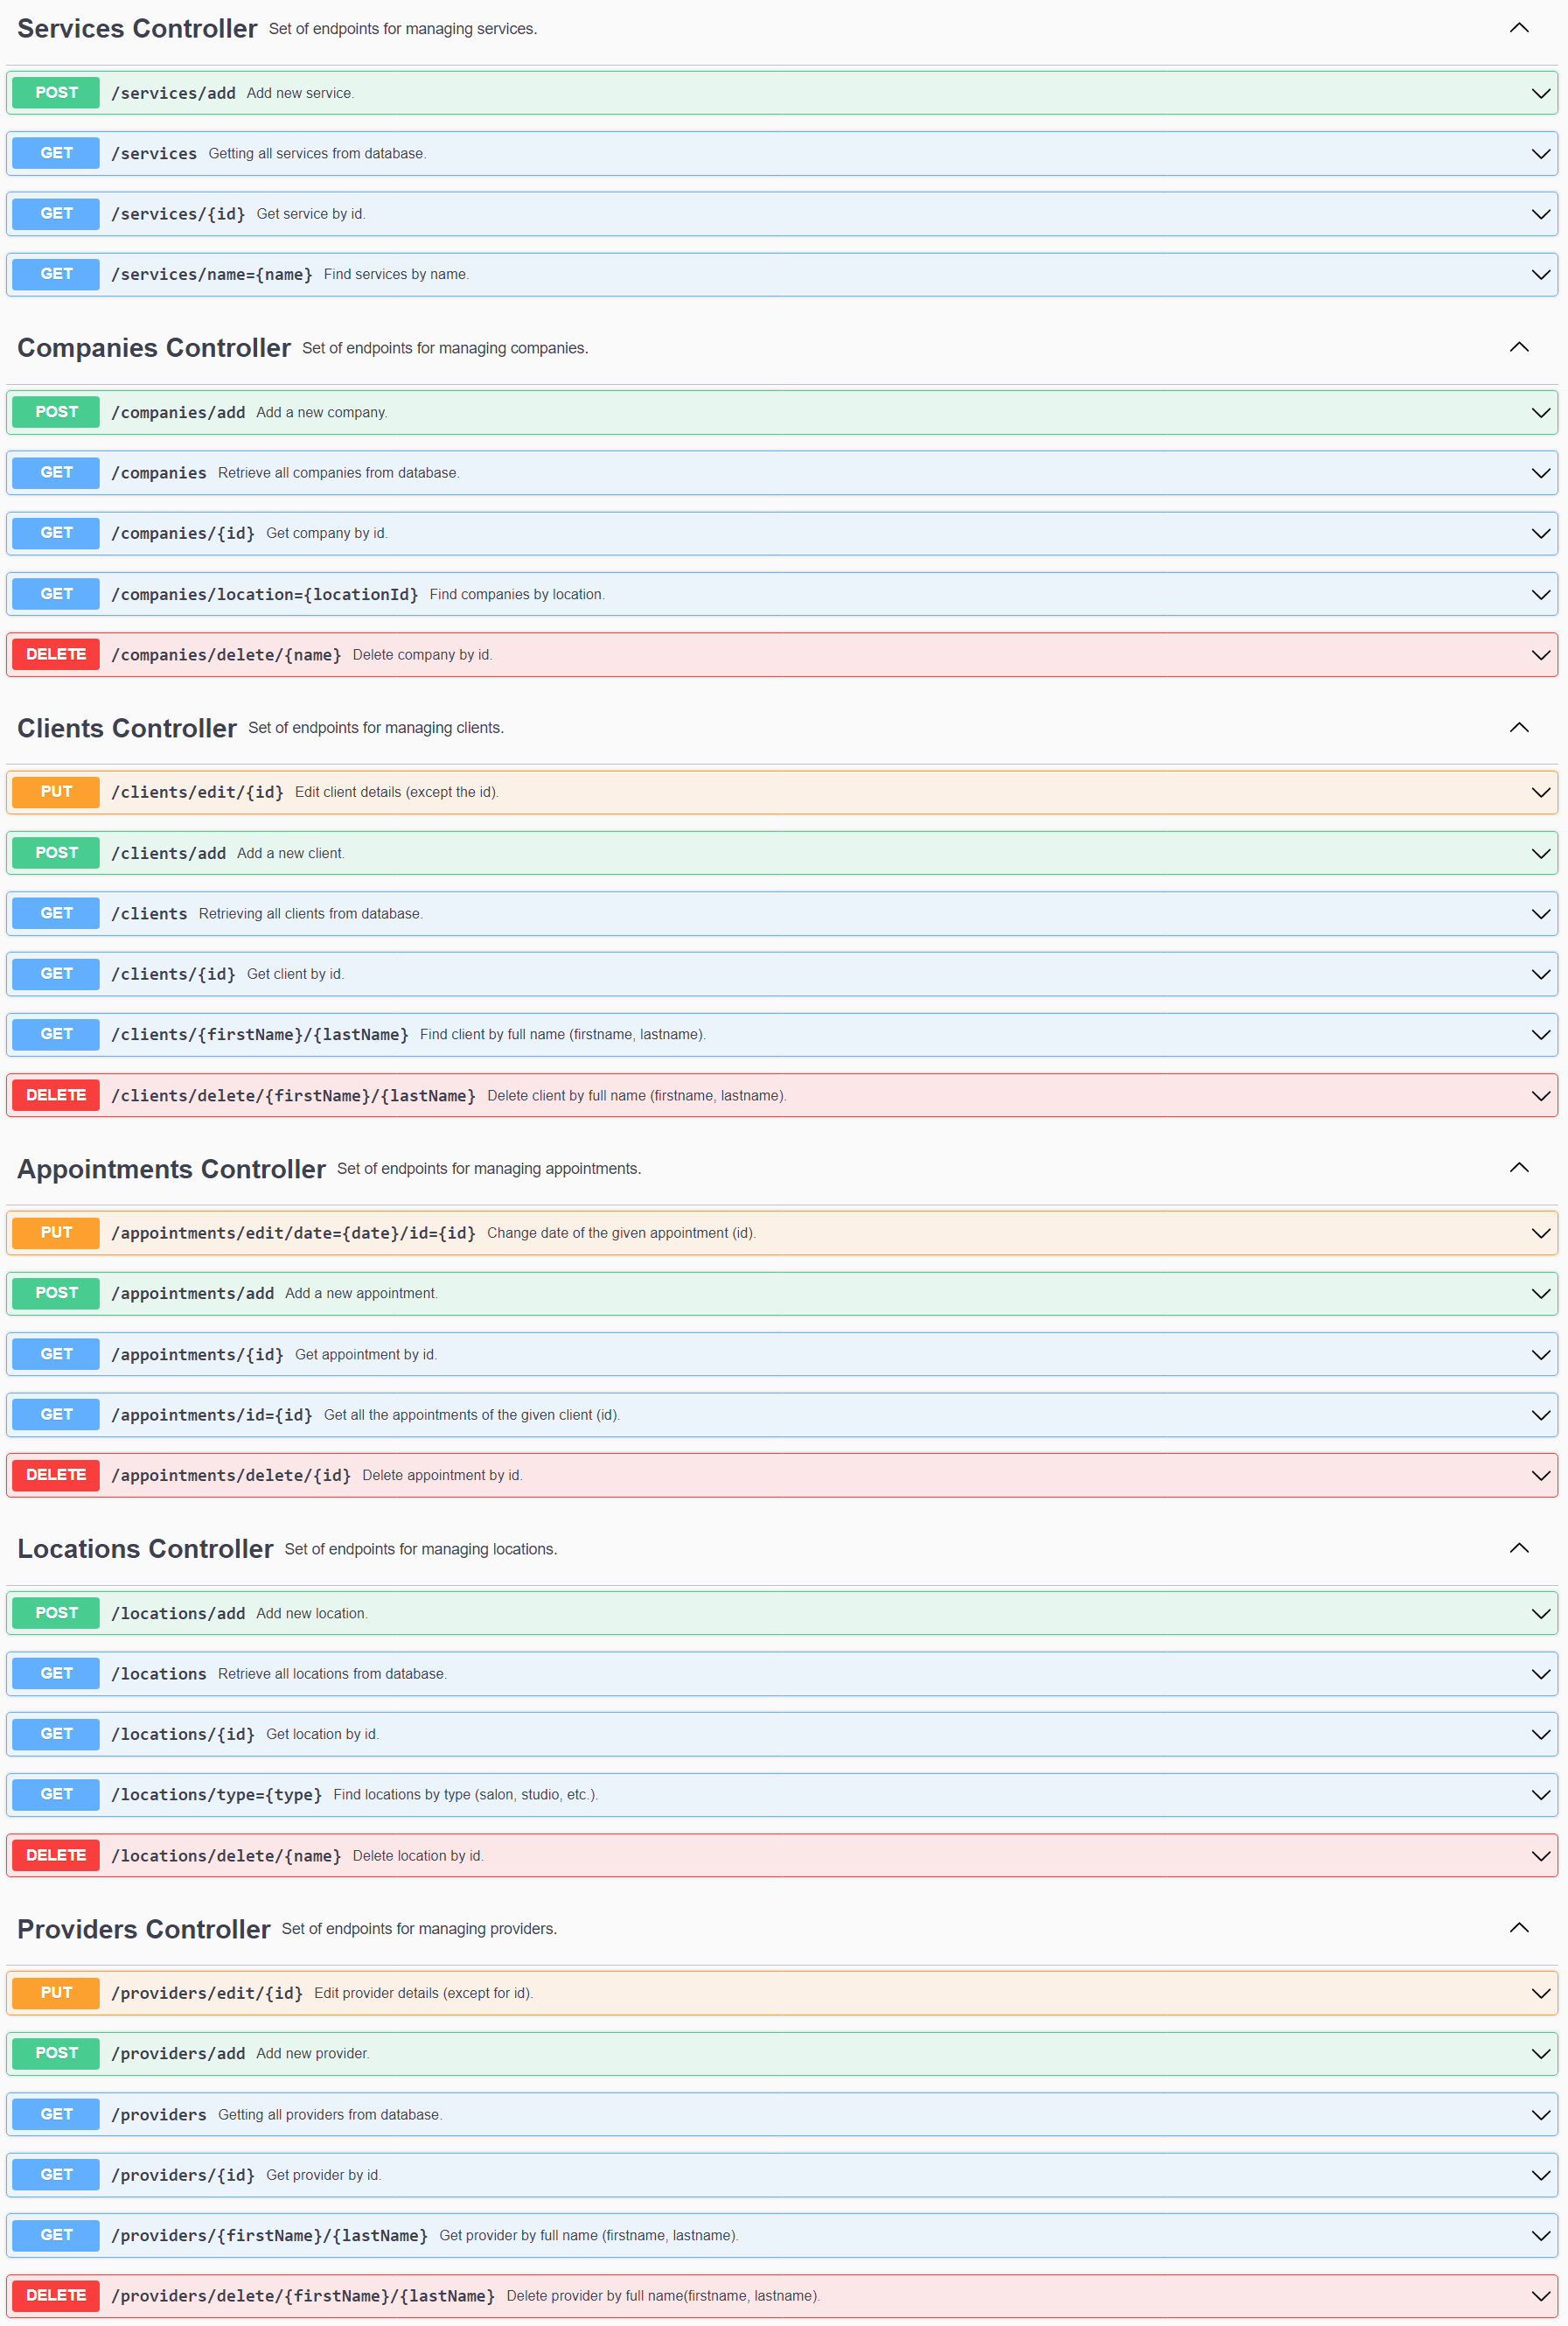 Services Controller Set of endpoints for managing services.
POST /services/add Add new service.
GET /services Getting all services from database.
GET /services/{id} Get service by id.
GET /services/name={name} Find services by name.
Companies Controller Set of endpoints for managing companies.
POST /companies/add Add a new company.
GET /companies Retrieve all companies from database.
GET /companies/{id} Get company by id.
GET /companies/location={locationId} Find companies by location.
DELETE /companies/delete/{name} Delete company by id.
Clients Controller Set of endpoints for managing clients.
PUT /clients/edit/{id} Edit client details (except the id).
POST /clients/add Add a new client.
GET /clients Retrieving all clients from database.
GET /clients/{id} Get client by id.
GET /clients/{firstName}/{lastName} Find client by full name (firstname, lastname).
DELETE /clients/delete/{firstName}/{lastName} Delete client by full name (firstname, lastname).
Appointments Controller Set of endpoints for managing appointments.
PUT /appointments/edit/date={date}/id={id} Change date of the given appointment (id).
POST /appointments/add Add a new appointment.
GET /appointments/{id} Get appointment by id.
GET /appointments/id={id} Get all the appointments of the given client (id).
DELETE /appointments/delete/{id} Delete appointment by id.
Locations Controller Set of endpoints for managing locations.
POST /locations/add Add new location.
GET /locations Retrieve all locations from database.
GET /locations/{id} Get location by id.
GET /locations/type={type} Find locations by type (salon, studio, etc.).
DELETE /locations/delete/{name} Delete location by id.
Providers Controller Set of endpoints for managing providers.
PUT /providers/edit/{id} Edit provider details (except for id).
POST /providers/add Add new provider.
GET /providers Getting all providers from database.
GET /providers/{id} Get provider by id.
GET /providers/{firstName}/{lastName} Get provider by full name (firstname, lastname).
DELETE /providers/delete/{firstName}/{lastName} Delete provider by full name(firstname, lastname).